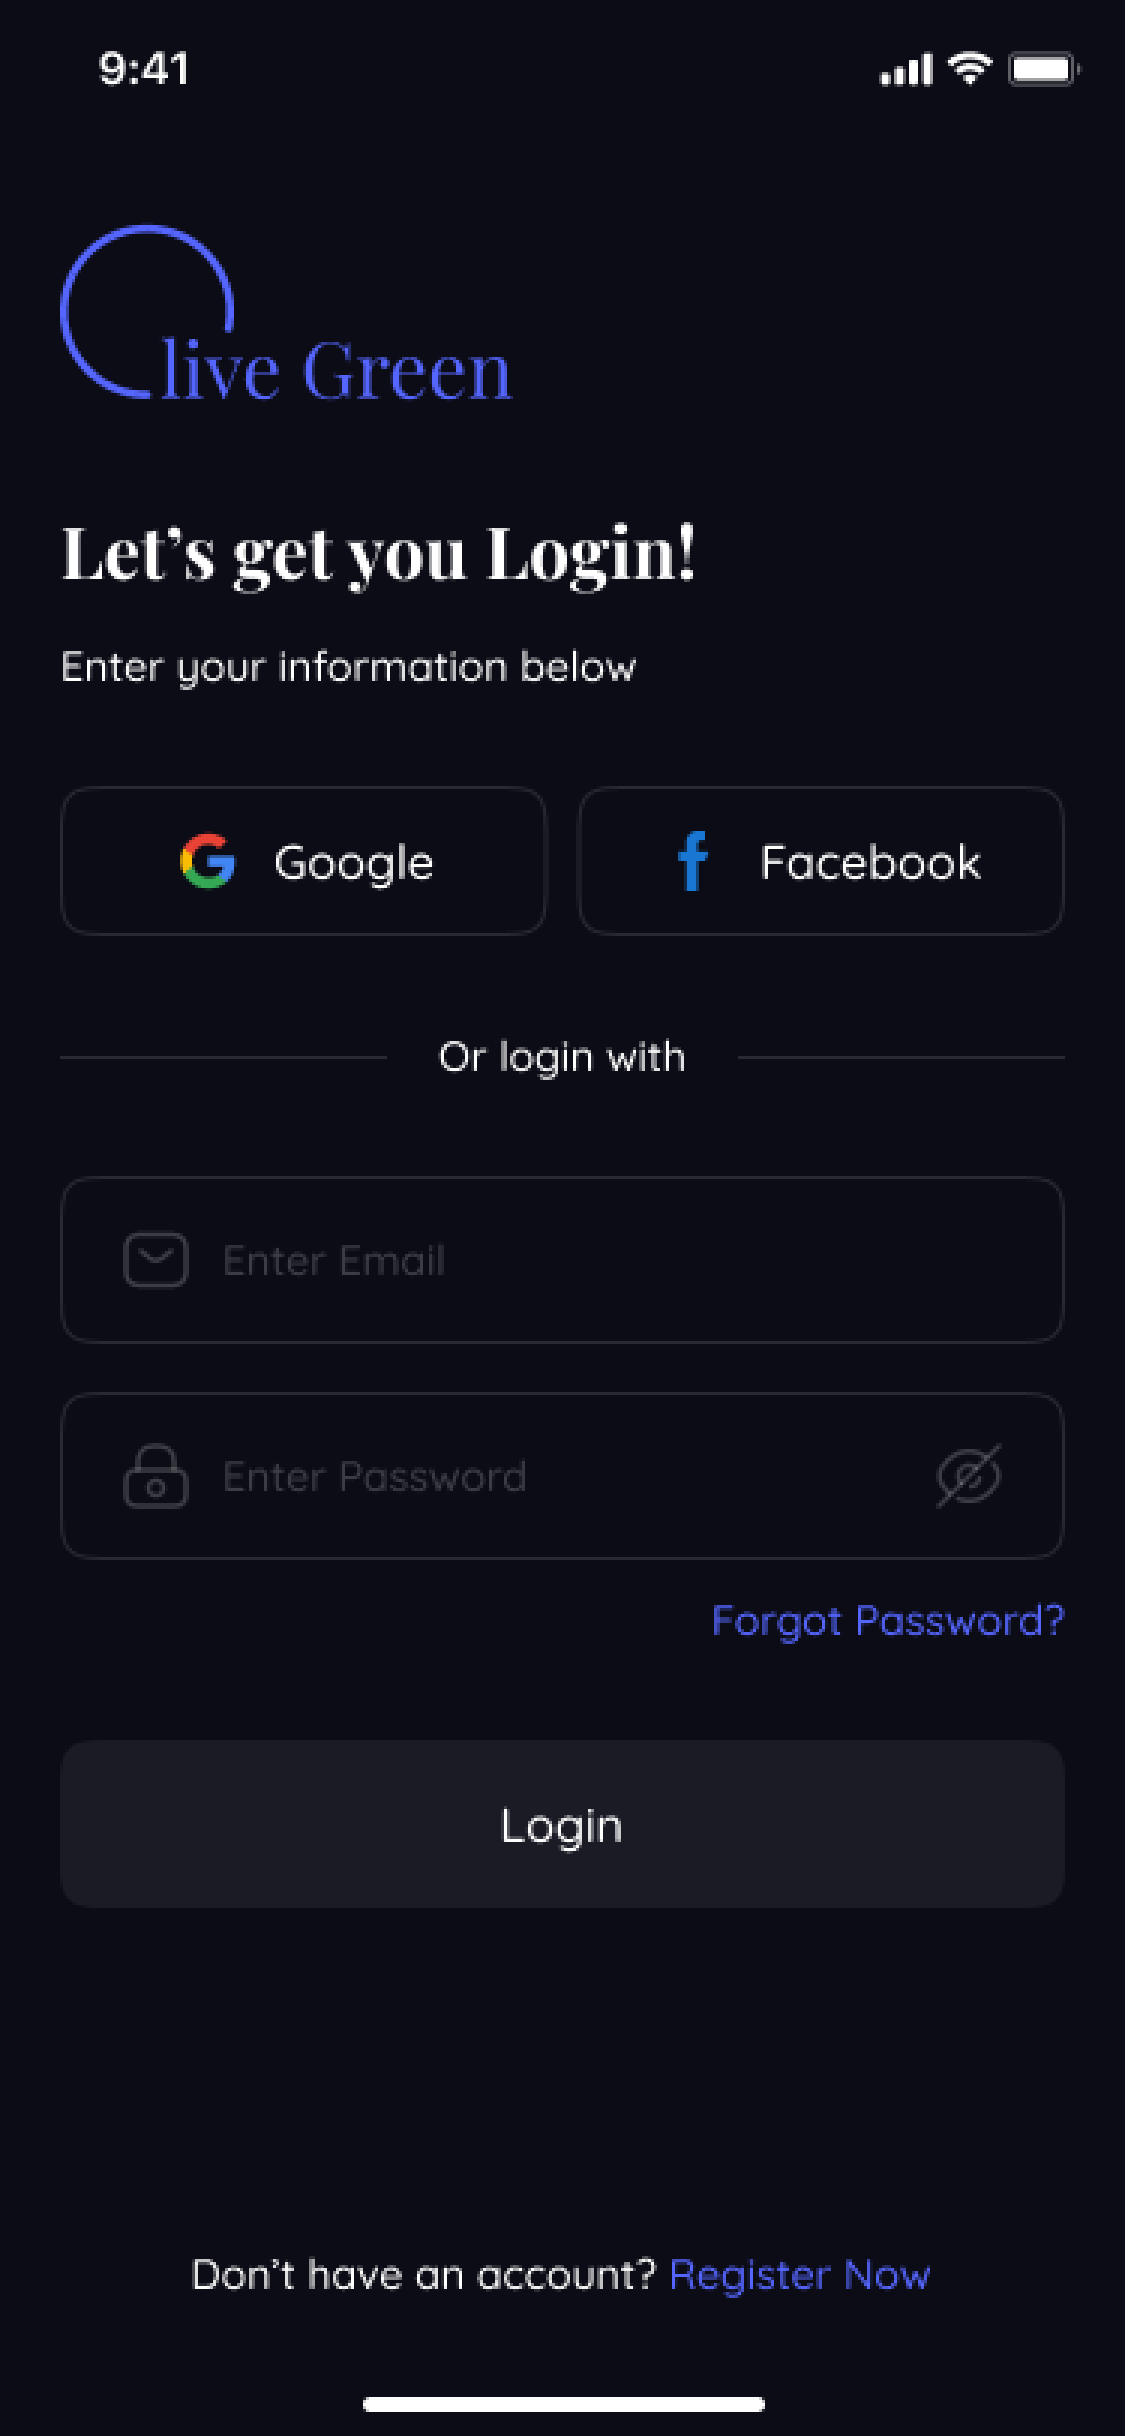 9:41
live Green
Let’s get you Login!
Enter your information below
Google
Facebook
Or login with
Enter Email
Enter Password
Forgot Password?
Login
Don’t have an account? Register Now